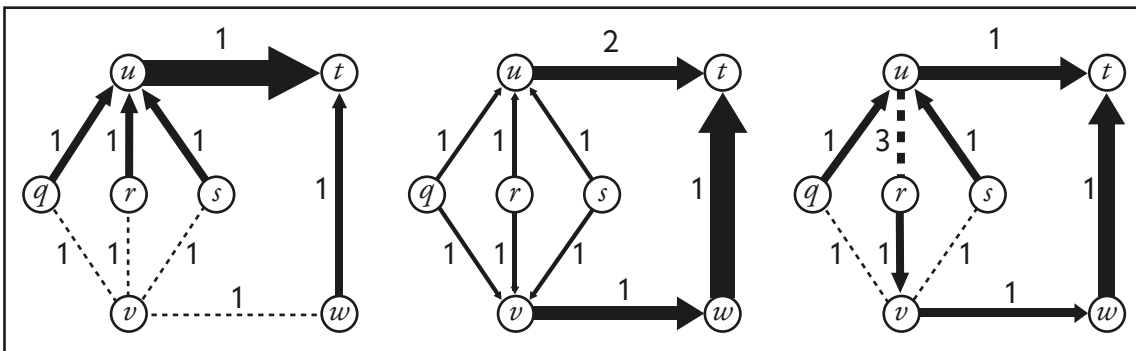 1 2 1
u t u t u t
1 1 1 1 1 1 1 1 3 1 1
q r s q r s q r s
1 1 1 1 1 1 1 1 1
1 1 1
v w v w v w